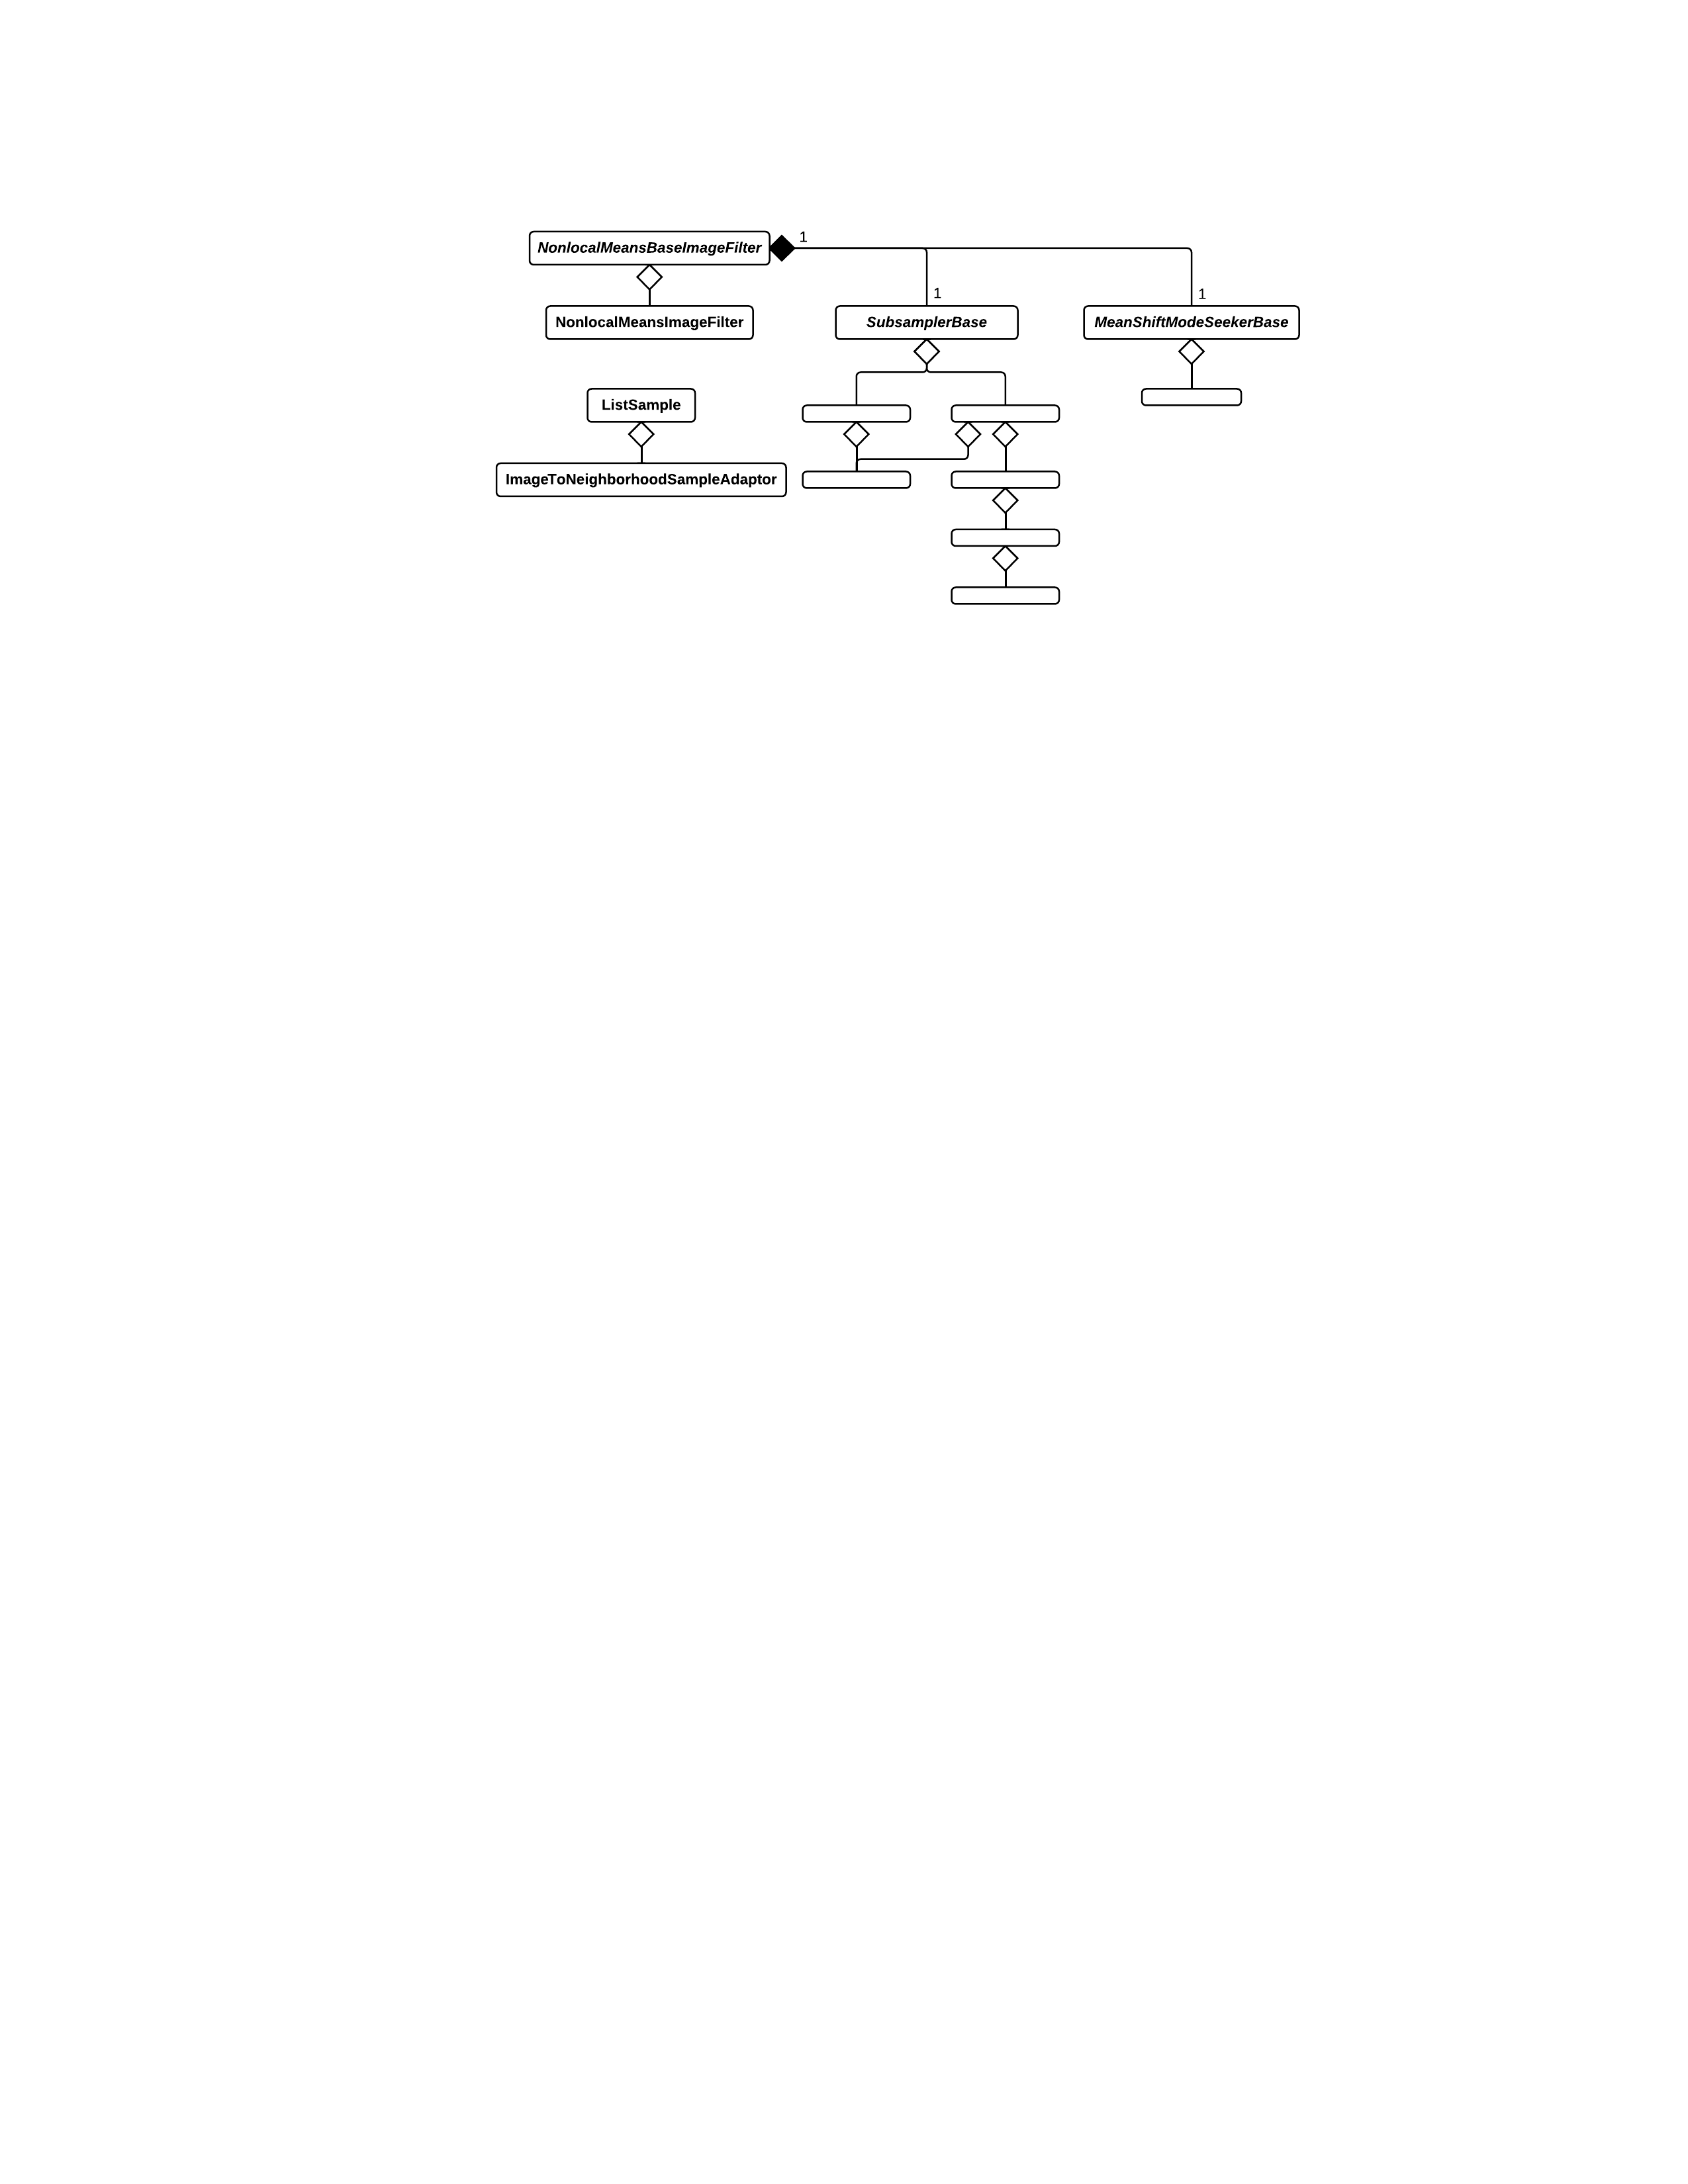 NonlocalMeansBaseImageFilter
1
1
1
NonlocalMeansImageFilter
SubsamplerBase
MeanShiftModeSeekerBase
ListSample
ImageToNeighborhoodSampleAdaptor